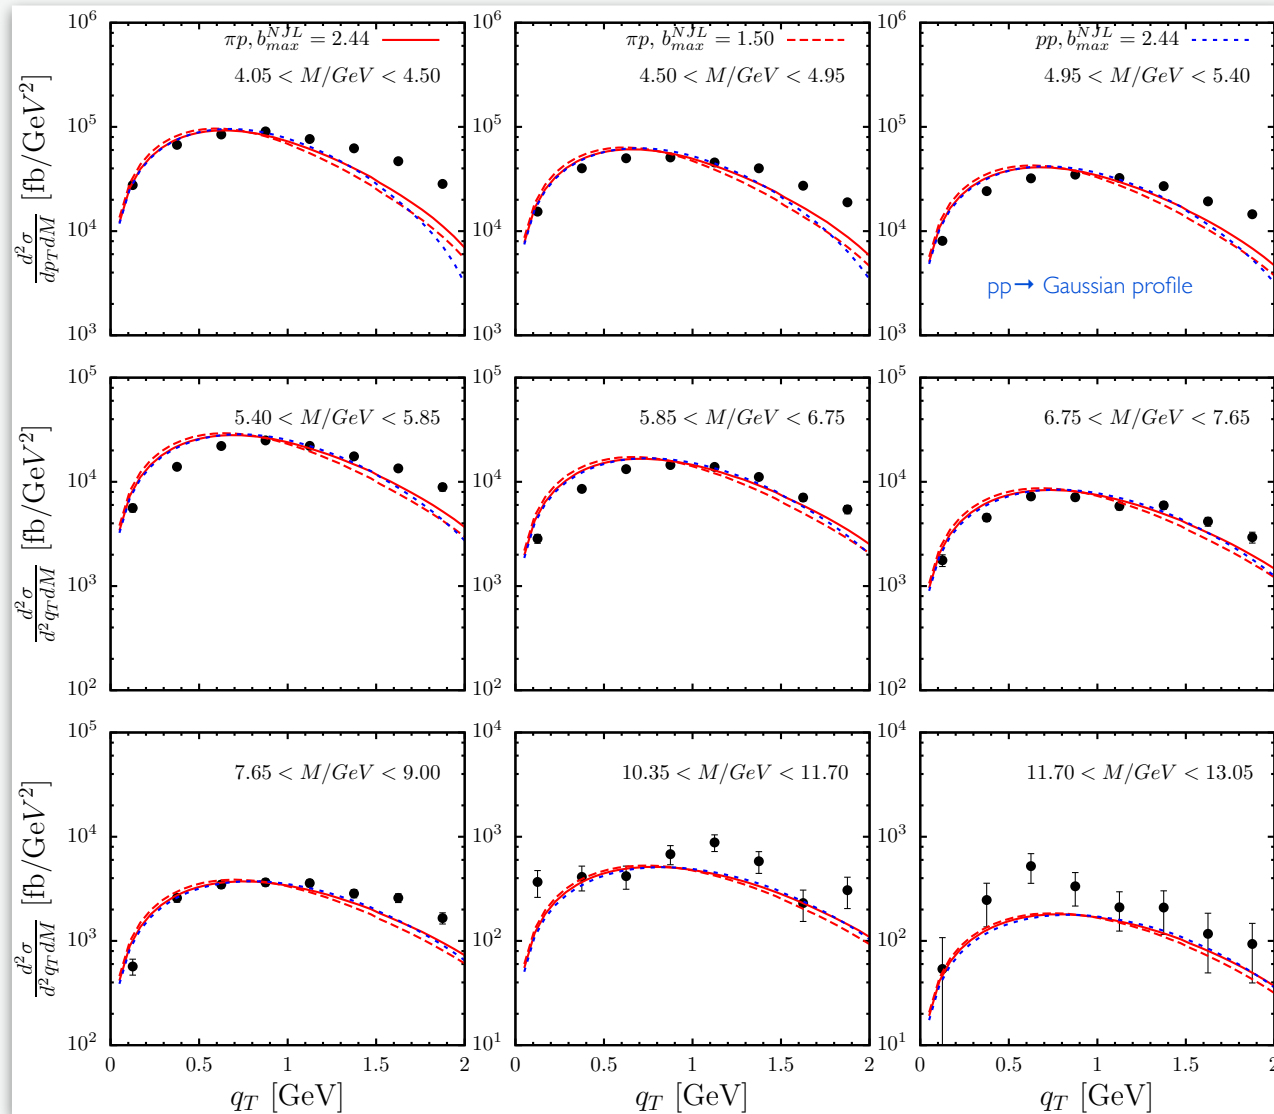 πp, b_{max}^{NJL} = 2.44
πp, b_{max}^{NJL} = 1.50
pp, b_{max}^{NJL} = 2.44
4.05 < M/GeV < 4.50
4.50 < M/GeV < 4.95
4.95 < M/GeV < 5.40
\frac{d^2σ}{dp_T dM} [fb/GeV^2]
10^6
10^5
10^4
10^3
10^6
10^5
10^4
10^3
10^6
10^5
10^4
10^3
pp→ Gaussian profile
5.40 < M/GeV < 5.85
5.85 < M/GeV < 6.75
6.75 < M/GeV < 7.65
\frac{d^2σ}{d^2q_T dM} [fb/GeV^2]
10^5
10^4
10^3
10^2
10^5
10^4
10^3
10^2
10^5
10^4
10^3
10^2
7.65 < M/GeV < 9.00
10.35 < M/GeV < 11.70
11.70 < M/GeV < 13.05
\frac{d^2σ}{d^2q_T dM} [fb/GeV^2]
10^5
10^4
10^3
10^2
10^4
10^3
10^2
10^1
10^4
10^3
10^2
10^1
0 0.5 1 1.5 2
0 0.5 1 1.5 2
0 0.5 1 1.5 2
q_T [GeV]
q_T [GeV]
q_T [GeV]